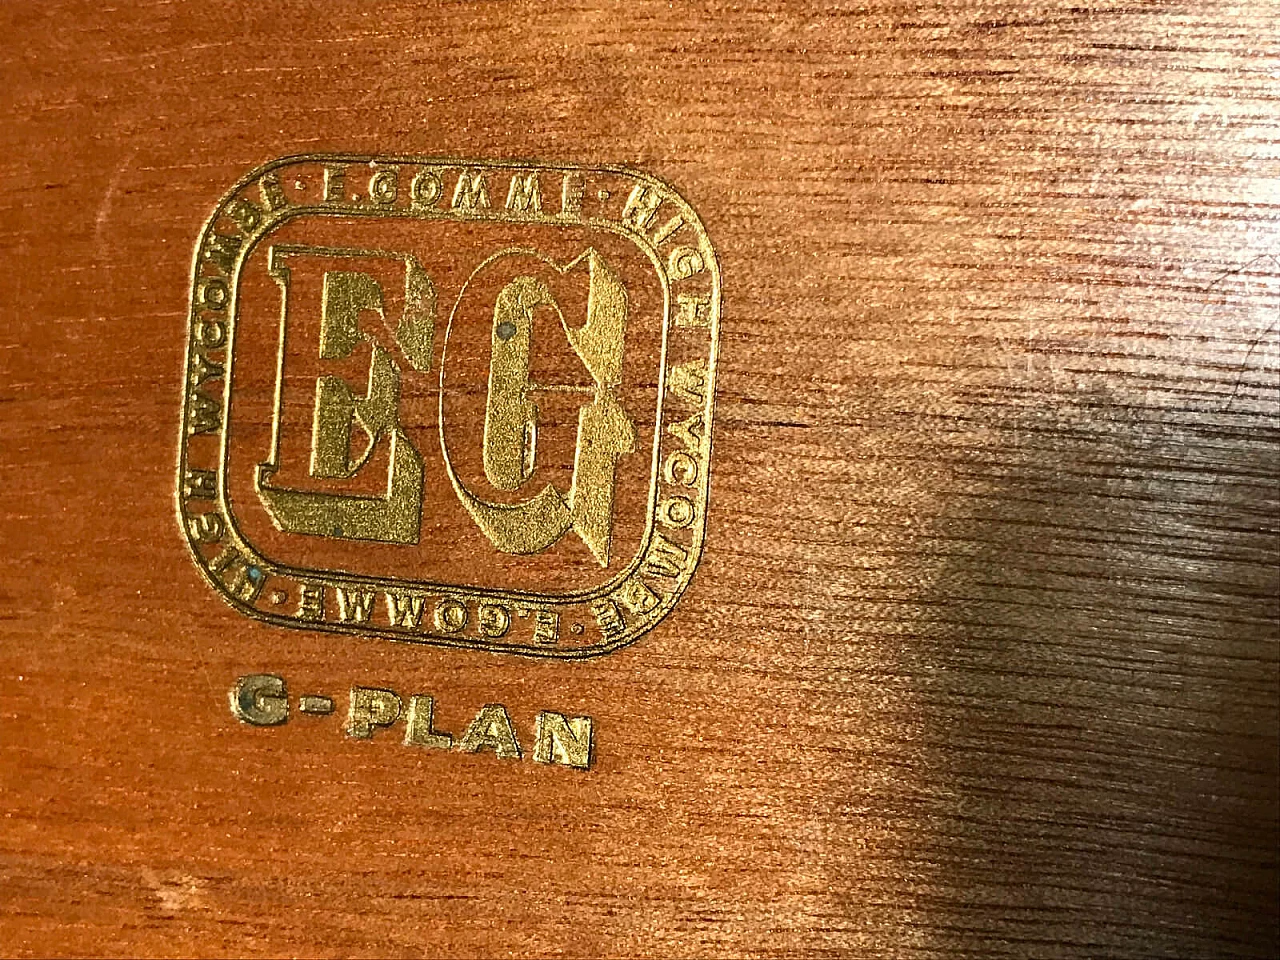 · E.GOMME · HIGH WYCOMBE · E.GOMME · HIGH WYCOMBE
EG
G-PLAN